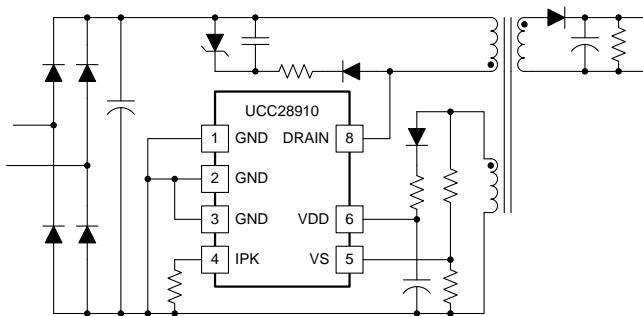 UCC28910
1 GND DRAIN 8
2 GND
3 GND VDD 6
4 IPK VS 5